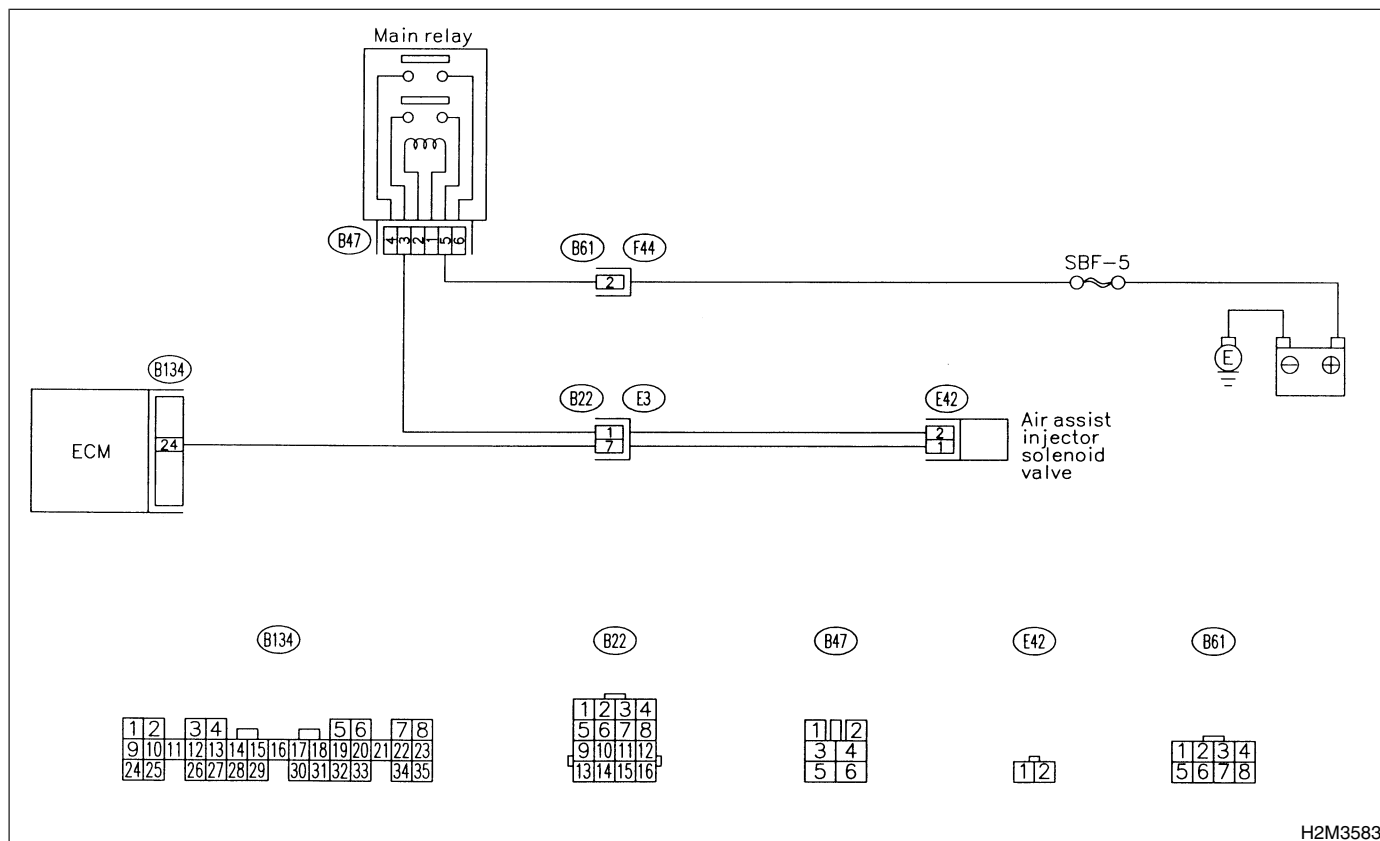 Main relay
B47
4 3 2 1 5 6
B61 F44
2
SBF-5
E
B134
B22 E3
E42
ECM
24
1
7
2
1
Air assist
injector
solenoid
valve
B134
B22
B47
E42
B61
1 2 3 4 5 6 7 8
9 10 11 12 13 14 15 16 17 18 19 20 21 22 23
24 25 26 27 28 29 30 31 32 33 34 35
1 2 3 4
5 6 7 8
9 10 11 12
13 14 15 16
1 2
3 4
5 6
1 2
1 2 3 4
5 6 7 8
H2M3583